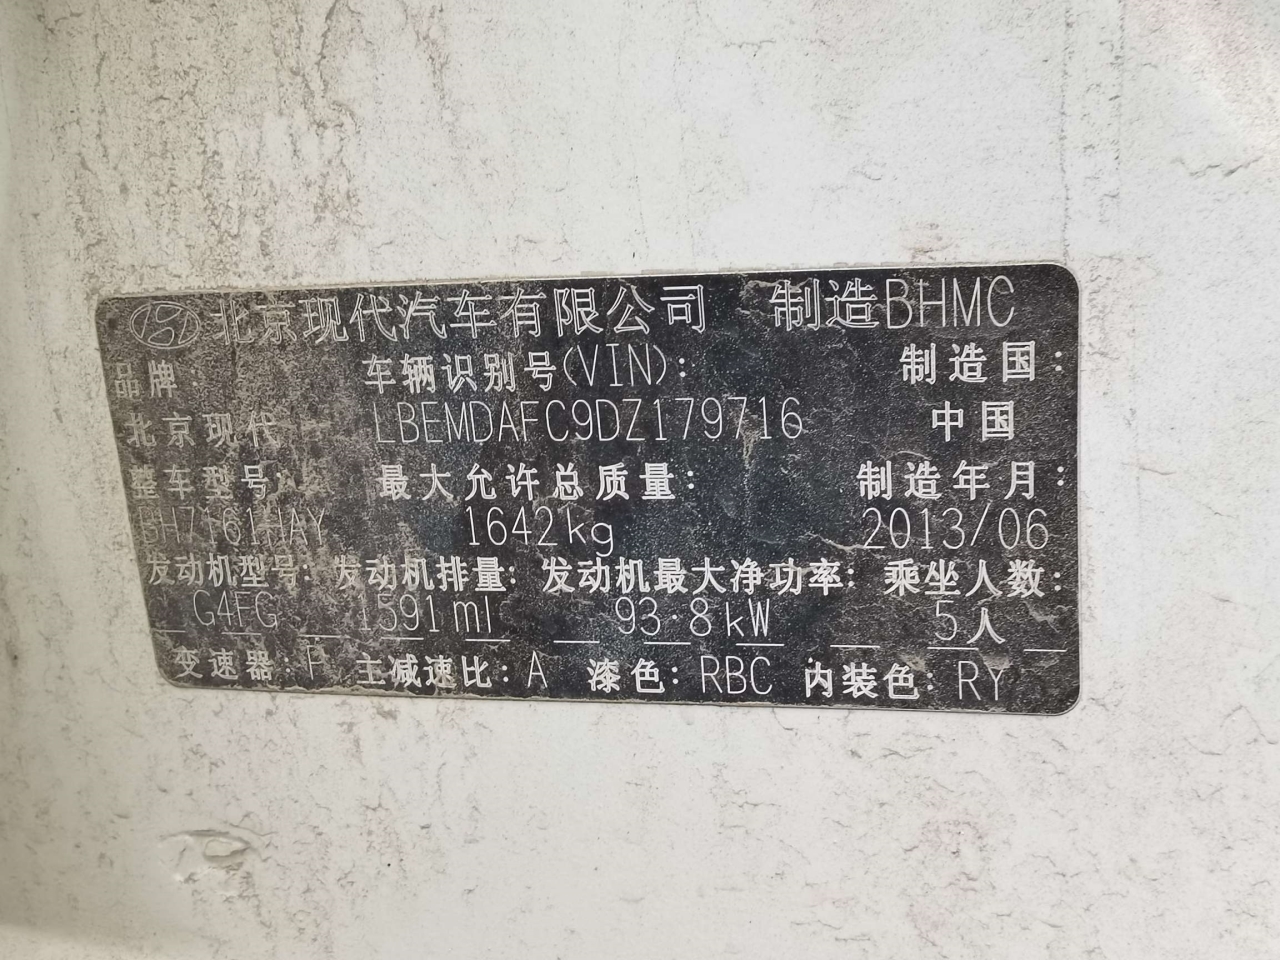 北京现代汽车有限公司 制造BHMC
品牌: 车辆识别号(VIN): 制造国:
北京现代 LBEMDAFC9DZ179716 中国
整车型号: 最大允许总质量: 制造年月:
BH7161HAY 1642kg 2013/06
发动机型号: 发动机排量: 发动机最大净功率: 乘坐人数:
G4FG 1591ml 93.8kW 5人
变速器: P 主减速比: A 漆色: RBC 内装色: RY